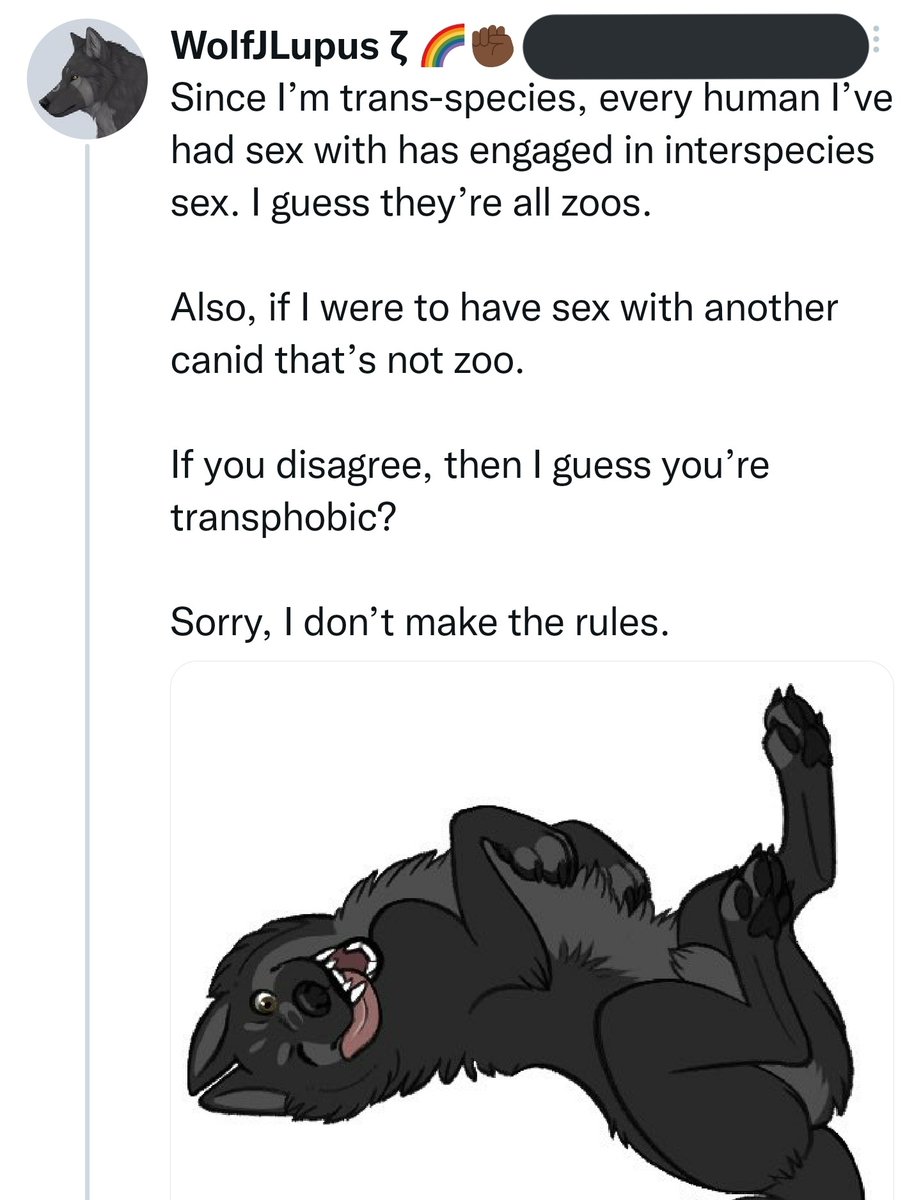 WolfJLupus ζ 🌈✊🏿
Since I’m trans-species, every human I’ve
had sex with has engaged in interspecies
sex. I guess they’re all zoos.
Also, if I were to have sex with another
canid that’s not zoo.
If you disagree, then I guess you’re
transphobic?
Sorry, I don’t make the rules.